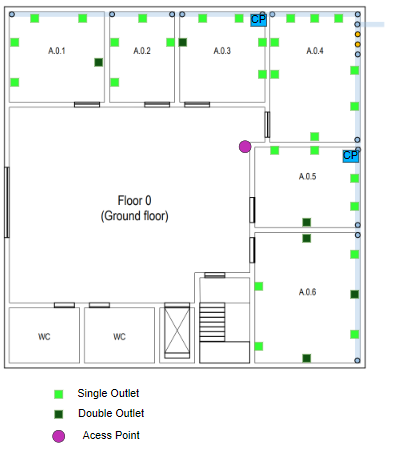 CP
A.0.1
A.0.2
A.0.3
A.0.4
CP
A.0.5
Floor 0
(Ground floor)
A.0.6
WC
WC
Single Outlet
Double Outlet
Acess Point